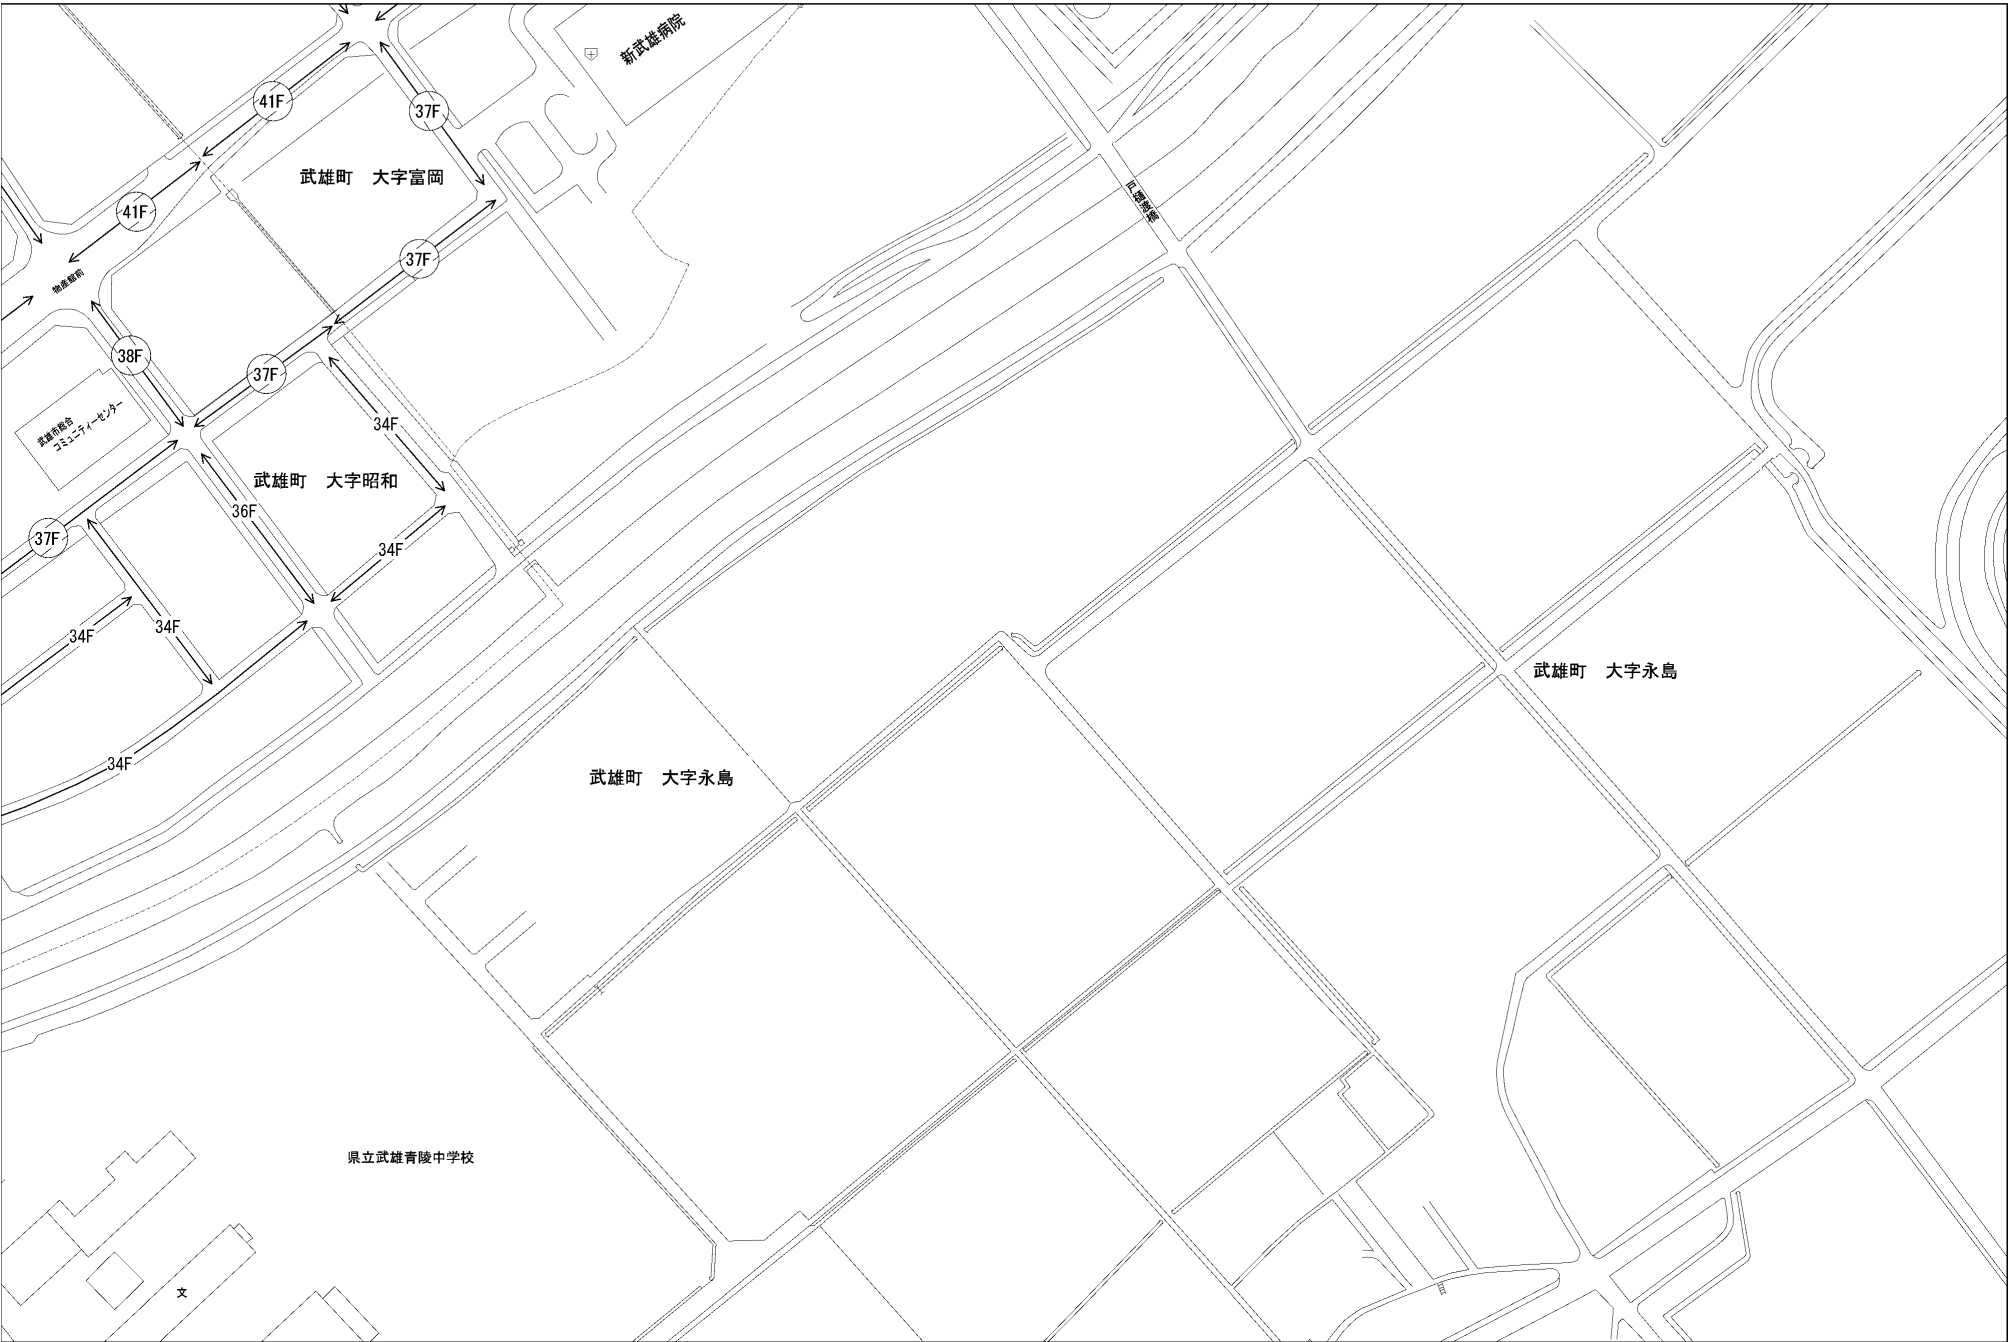 新武雄病院
41F
37F
武雄町　大字富岡
戸樋渡橋
41F
37F
物産館前
38F
37F
武雄市総合
コミュニティーセンター
34F
武雄町　大字昭和
36F
37F
34F
34F
34F
武雄町　大字永島
34F
武雄町　大字永島
県立武雄青陵中学校
文